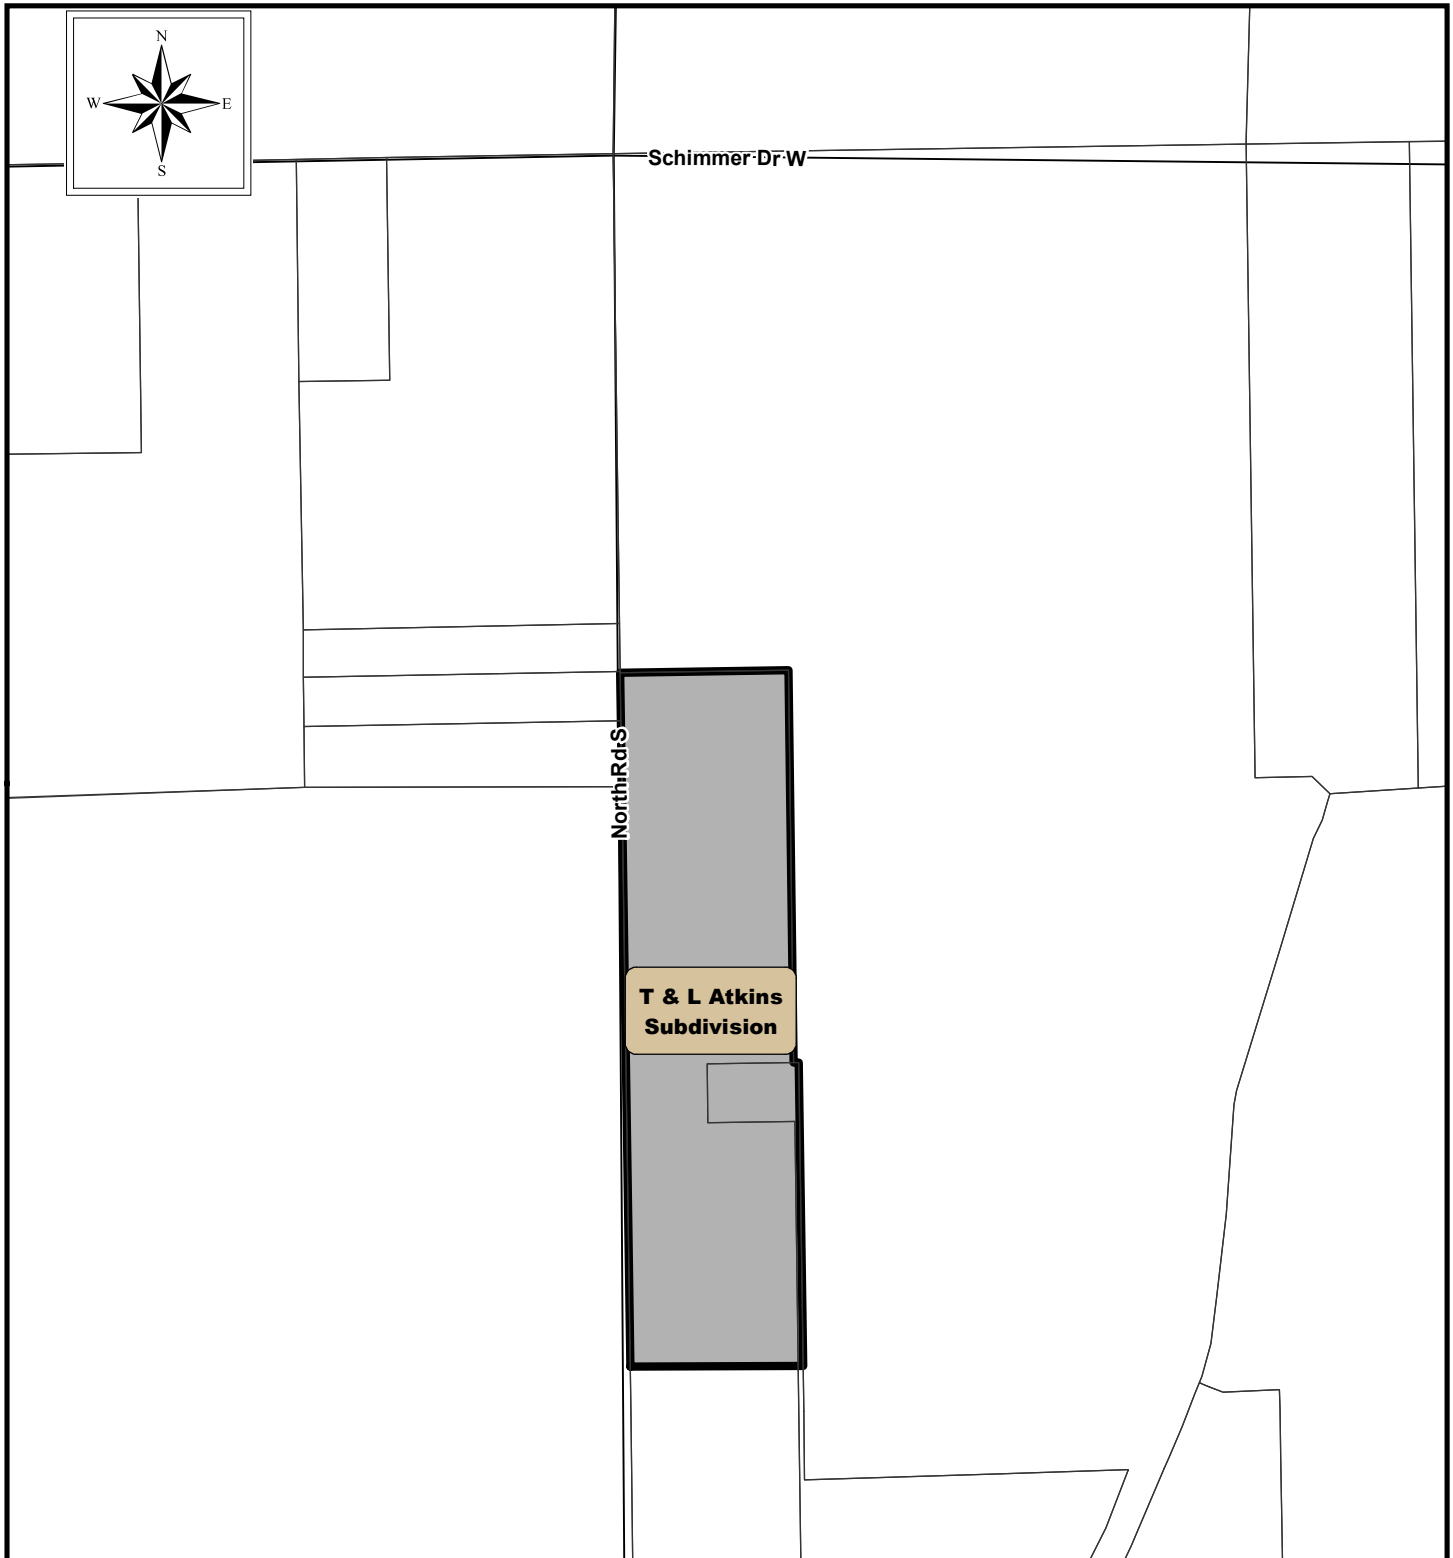 N
W
E
S
Schimmer Dr W
North Rd S
T & L Atkins
Subdivision